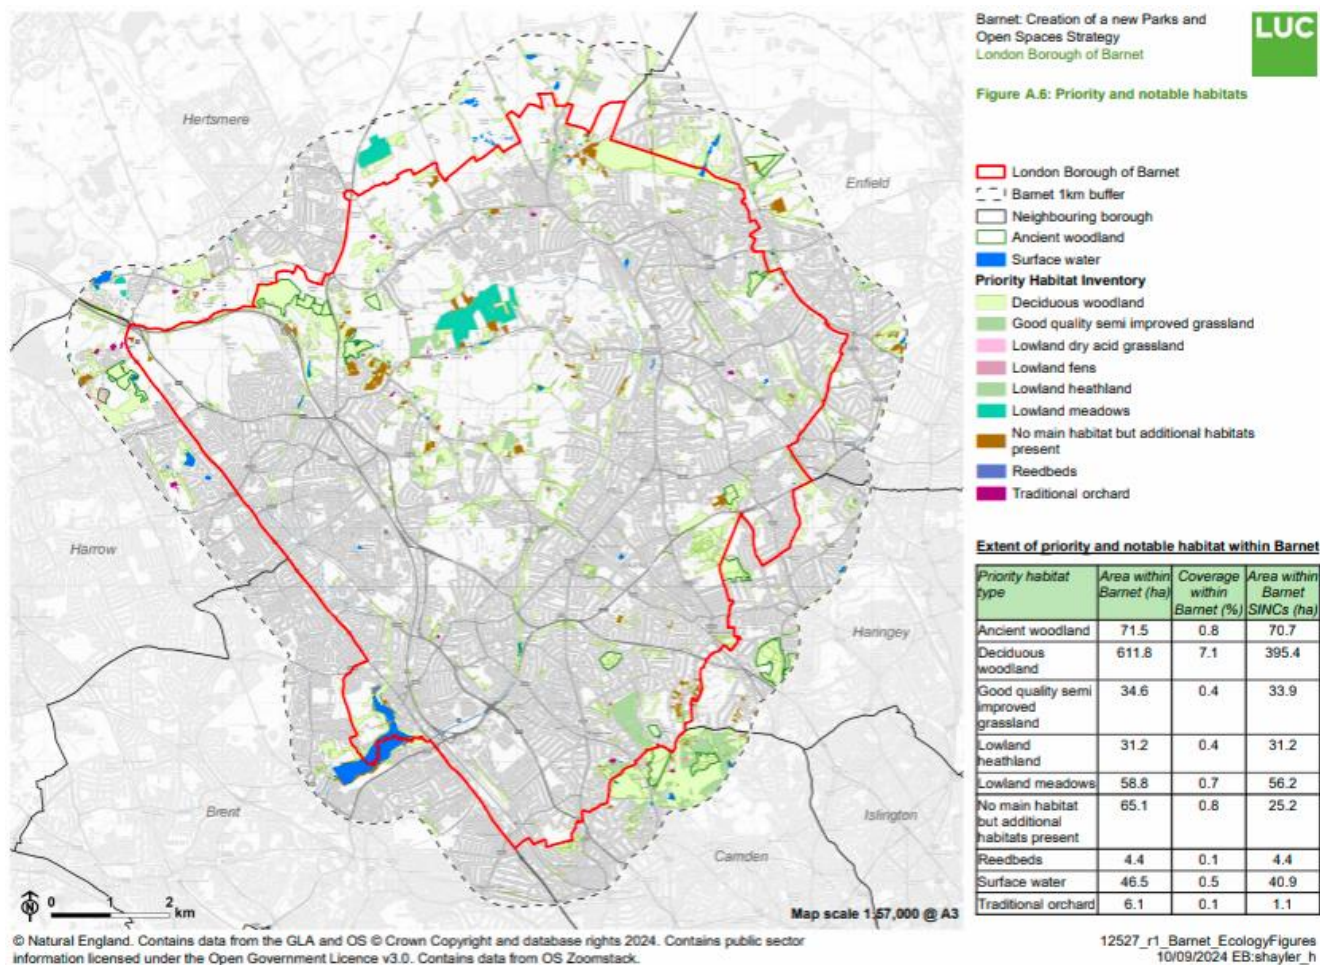 Barnet: Creation of a new Parks and
Open Spaces Strategy
London Borough of Barnet
LUC
Figure A.6: Priority and notable habitats
London Borough of Barnet
Barnet 1km buffer
Neighbouring borough
Ancient woodland
Surface water
Priority Habitat Inventory
Deciduous woodland
Good quality semi improved grassland
Lowland dry acid grassland
Lowland fens
Lowland heathland
Lowland meadows
No main habitat but additional habitats
present
Reedbeds
Traditional orchard
Hertsmere
Enfield
Harrow
Haringey
Brent
Islington
Camden
Extent of priority and notable habitat within Barnet
Priority habitat type | Area within Barnet (ha) | Coverage within Barnet (%) | Area within Barnet SINCs (ha)
Ancient woodland 71.5 0.8 70.7
Deciduous woodland 611.8 7.1 395.4
Good quality semi improved grassland 34.6 0.4 33.9
Lowland heathland 31.2 0.4 31.2
Lowland meadows 58.8 0.7 56.2
No main habitat but additional habitats present 65.1 0.8 25.2
Reedbeds 4.4 0.1 4.4
Surface water 46.5 0.5 40.9
Traditional orchard 6.1 0.1 1.1
N
0 1 2
km
Map scale 1:57,000 @ A3
© Natural England. Contains data from the GLA and OS © Crown Copyright and database rights 2024. Contains public sector
information licensed under the Open Government Licence v3.0. Contains data from OS Zoomstack.
12527_r1_Barnet_EcologyFigures
10/09/2024 EB:shayler_h